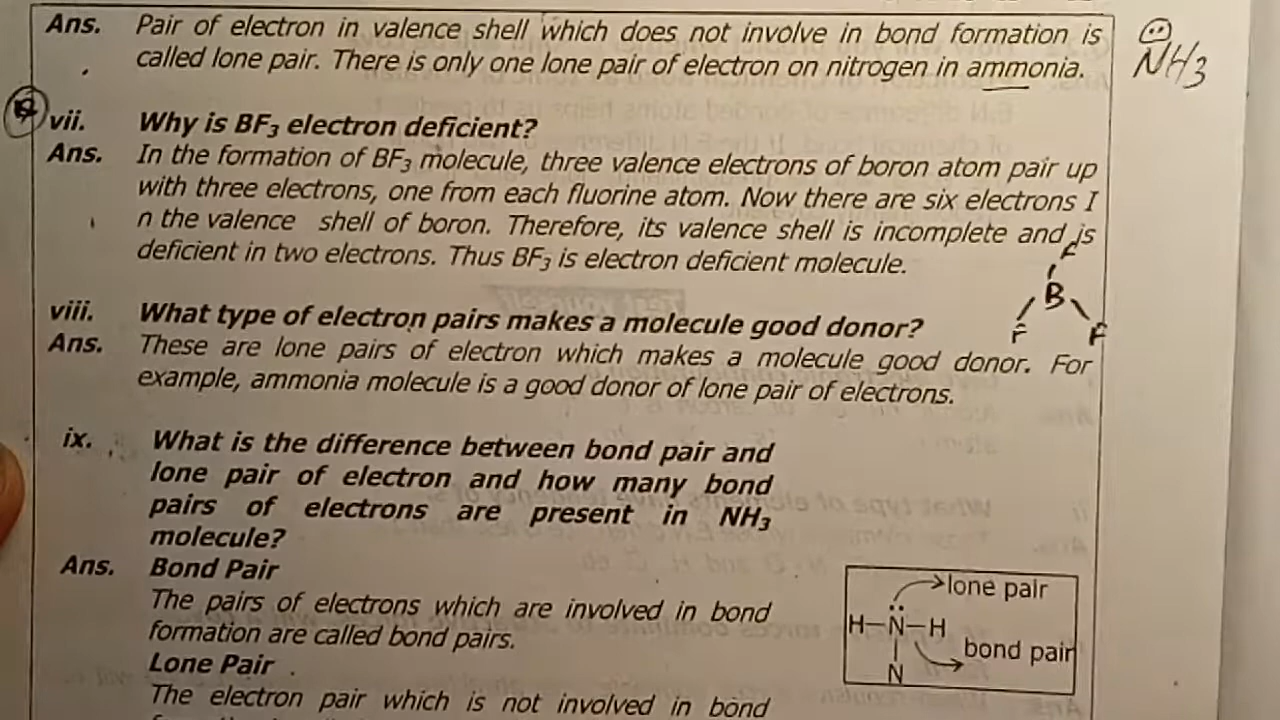 Ans. Pair of electron in valence shell which does not involve in bond formation is
called lone pair. There is only one lone pair of electron on nitrogen in ammonia.
NH3
vii. Why is BF₃ electron deficient?
Ans. In the formation of BF₃ molecule, three valence electrons of boron atom pair up
with three electrons, one from each fluorine atom. Now there are six electrons I
n the valence shell of boron. Therefore, its valence shell is incomplete and is
deficient in two electrons. Thus BF₃ is electron deficient molecule.
F
B
F F
viii. What type of electron pairs makes a molecule good donor?
Ans. These are lone pairs of electron which makes a molecule good donor. For
example, ammonia molecule is a good donor of lone pair of electrons.
ix. What is the difference between bond pair and
lone pair of electron and how many bond
pairs of electrons are present in NH₃
molecule?
Ans. Bond Pair
The pairs of electrons which are involved in bond
formation are called bond pairs.
Lone Pair
The electron pair which is not involved in bond
lone pair
H–N–H
bond pair
N